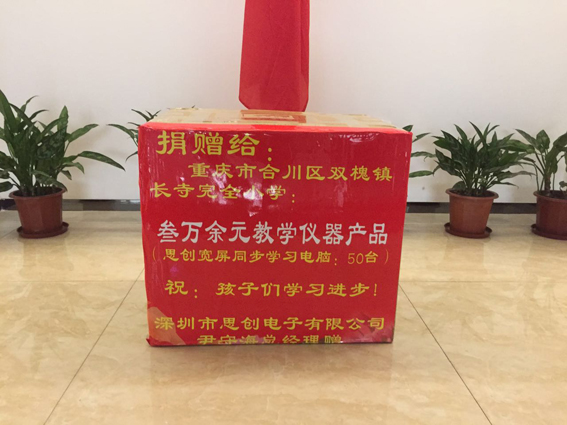 捐赠给：
重庆市合川区双槐镇
长寺完全小学：
叁万余元教学仪器产品
（思创宽屏同步学习电脑：50台）
祝：孩子们学习进步！
深圳市思创电子有限公司
君守海总经理赠